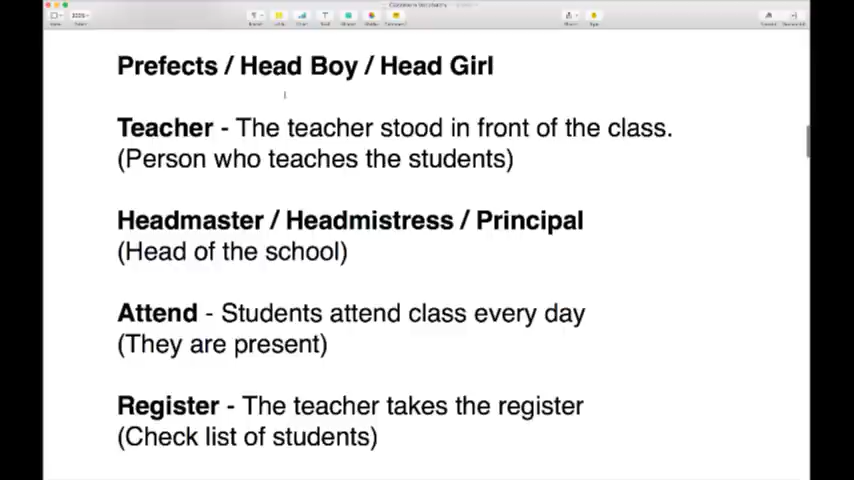 Prefects / Head Boy / Head Girl
Teacher - The teacher stood in front of the class.
(Person who teaches the students)
Headmaster / Headmistress / Principal
(Head of the school)
Attend - Students attend class every day
(They are present)
Register - The teacher takes the register
(Check list of students)